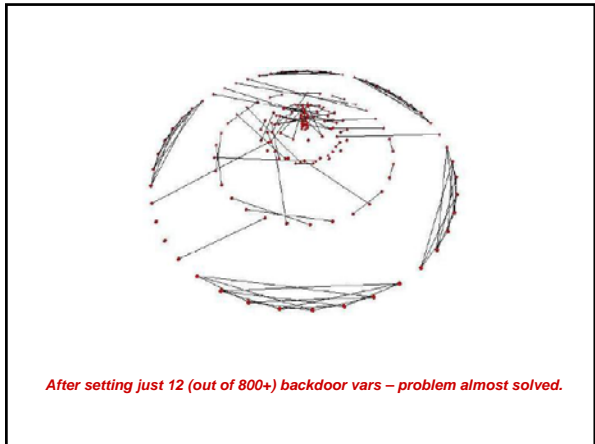 After setting just 12 (out of 800+) backdoor vars – problem almost solved.